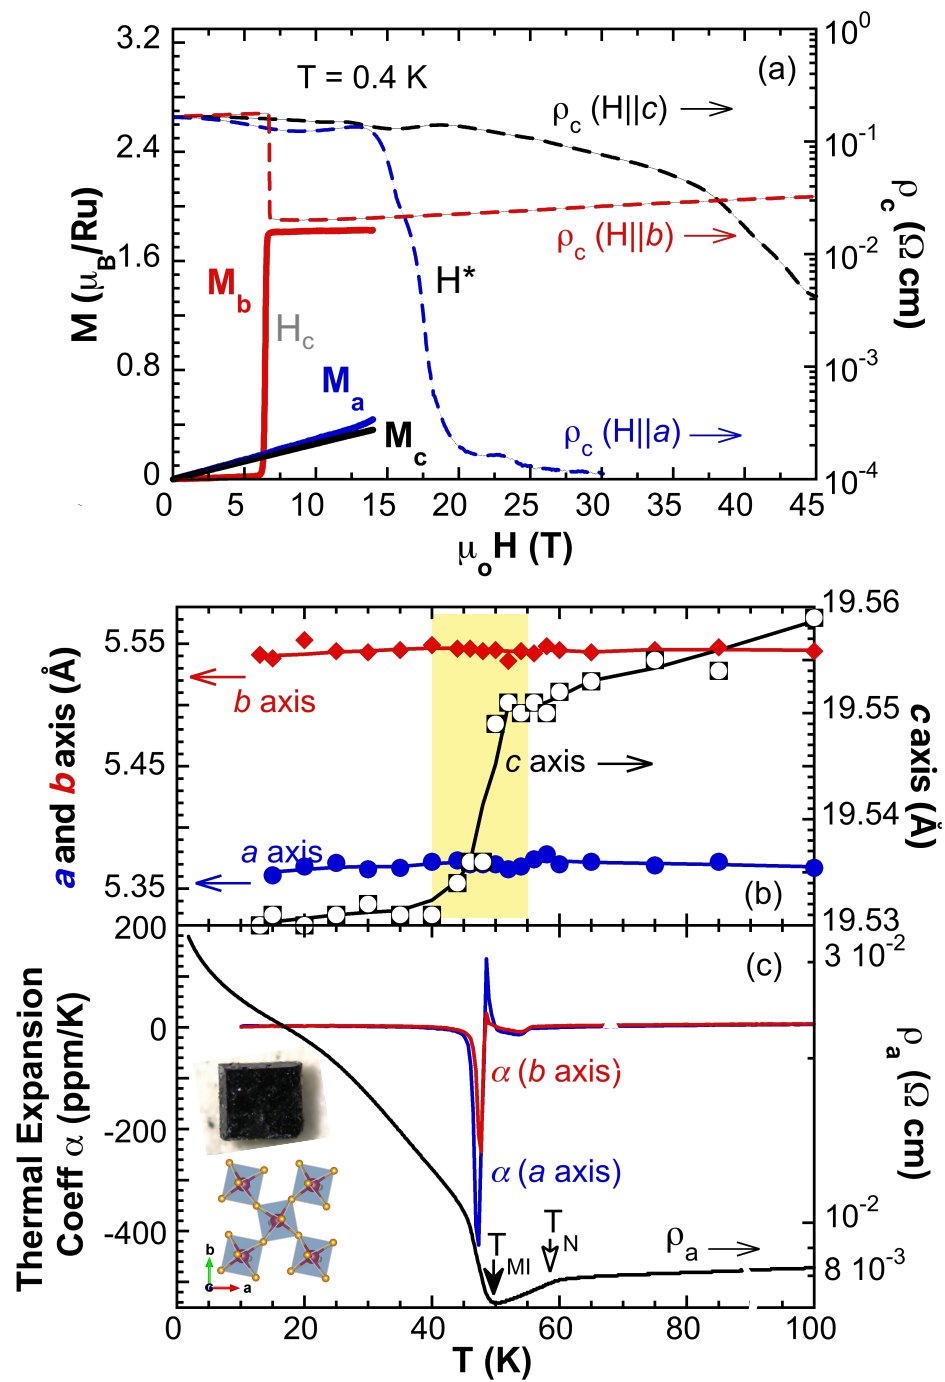 3.2
2.4
1.6
0.8
0
M (μB/Ru)
T = 0.4 K
(a)
ρc (H||c)
ρc (H||b)
ρc (H||a)
Mb
Hc
H*
Ma
Mc
10^0
10^-1
10^-2
10^-3
10^-4
ρc (Ω cm)
0 5 10 15 20 25 30 35 40 45
μoH (T)
5.55
5.45
5.35
a and b axis (Å)
b axis
a axis
c axis
(b)
19.56
19.55
19.54
19.53
c axis (Å)
200
0
-200
-400
Thermal Expansion
Coeff α (ppm/K)
(c)
α (b axis)
α (a axis)
TMI
TN
ρa
b
a
3 10^-2
10^-2
8 10^-3
ρa (Ω cm)
0 20 40 60 80 100
T (K)